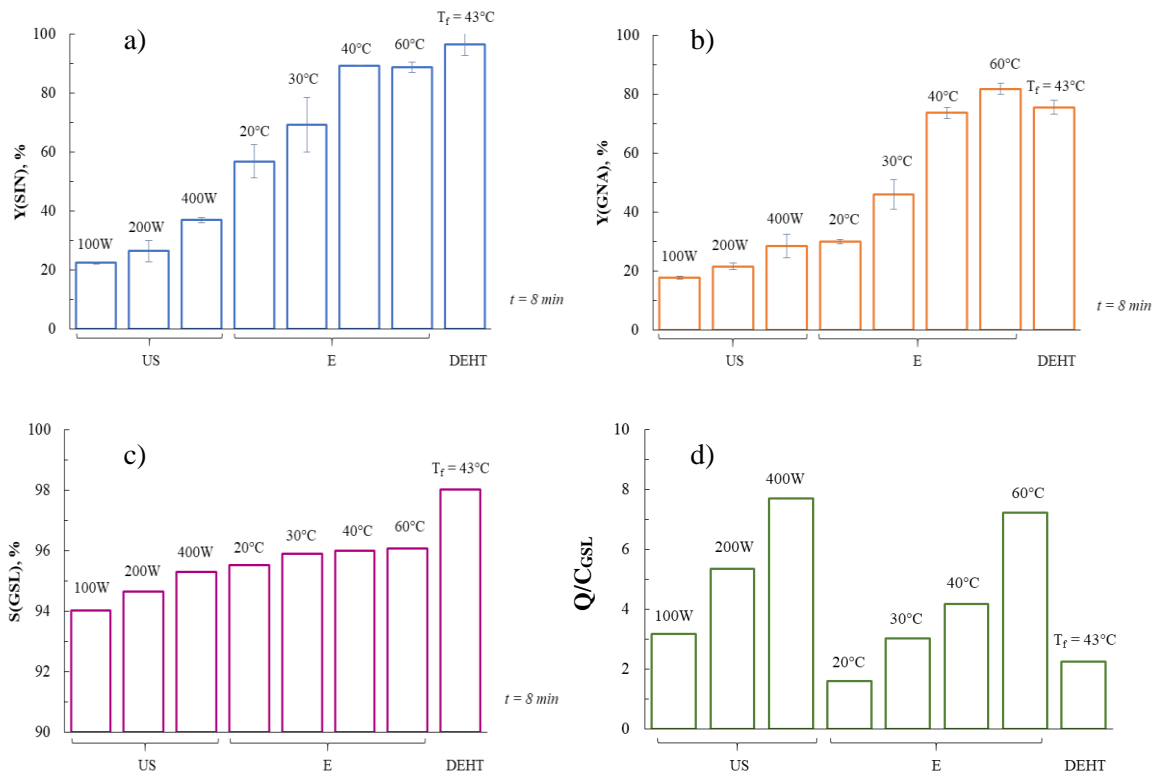 a)
Y(SIN), %
100
80
60
40
20
0
100W
200W
400W
20°C
30°C
40°C
60°C
Tf = 43°C
t = 8 min
US
E
DEHT
b)
Y(GNA), %
100
80
60
40
20
0
100W
200W
400W
20°C
30°C
40°C
60°C
Tf = 43°C
t = 8 min
US
E
DEHT
c)
S(GSL), %
100
98
96
94
92
90
100W
200W
400W
20°C
30°C
40°C
60°C
Tf = 43°C
t = 8 min
US
E
DEHT
d)
Q/CGSL
10
8
6
4
2
0
100W
200W
400W
20°C
30°C
40°C
60°C
Tf = 43°C
US
E
DEHT